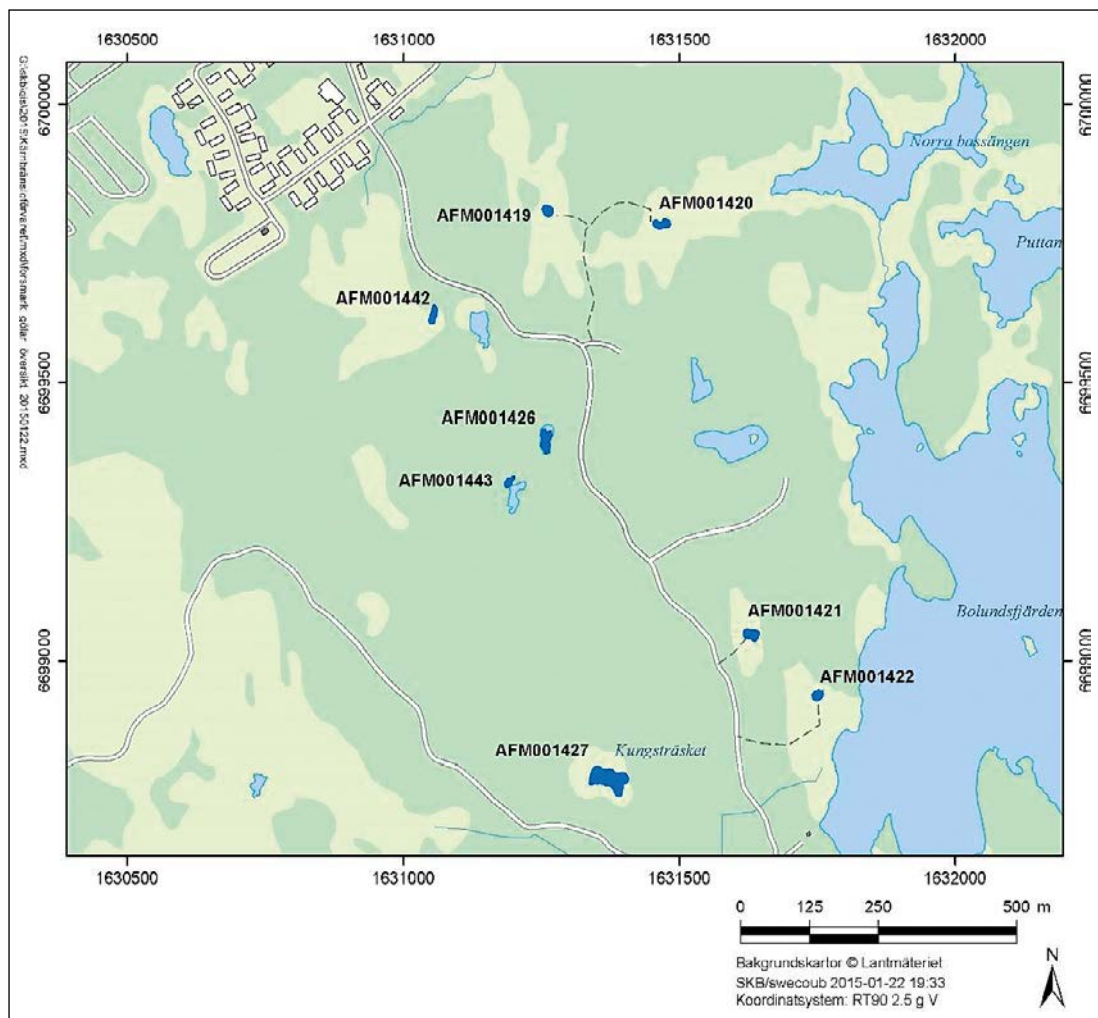 1630500 1631000 1631500 1632000
6700000 6700000
Norra bassängen
AFM001419
AFM001420
Puttan
AFM001442
6699500 6699500
AFM001426
AFM001443
AFM001421
Bolundsfjärden
6699000 6699000
AFM001422
AFM001427
Kungsträsket
1630500 1631000 1631500 1632000
0 125 250 500 m
Bakgrundskartor © Lantmäteriet
SKB/swecoub 2015-01-22 19:33
Koordinatsystem: RT90 2.5 g V
N